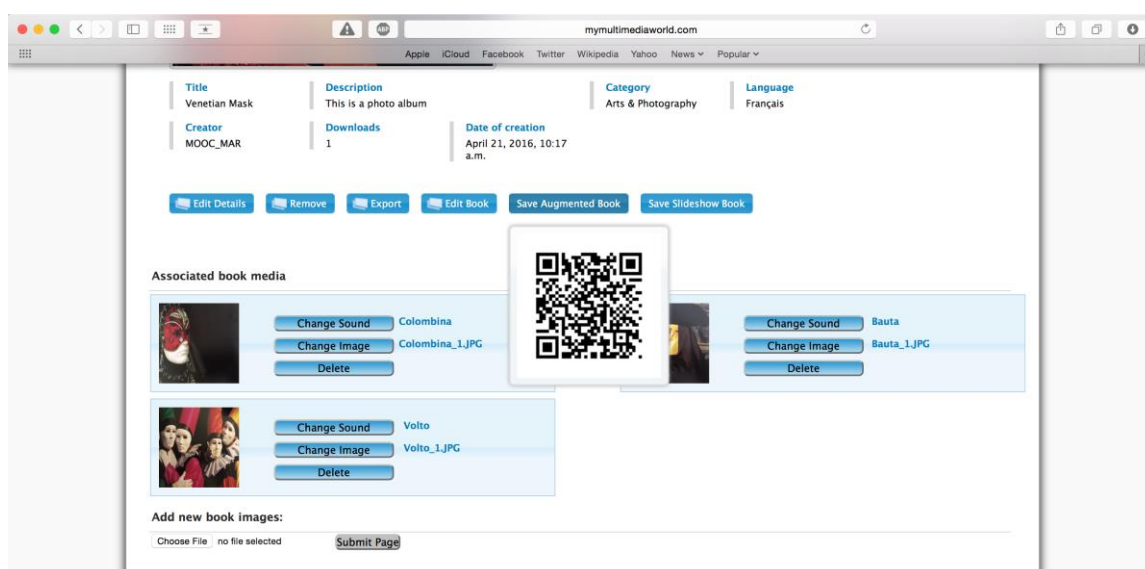 mymultimediaworld.com
Apple iCloud Facebook Twitter Wikipedia Yahoo News Popular
Title Description Category Language
Venetian Mask This is a photo album Arts & Photography Français
Creator Downloads Date of creation
MOOC_MAR 1 April 21, 2016, 10:17
a.m.
Edit Details Remove Export Edit Book Save Augmented Book Save Slideshow Book
Associated book media
Change Sound Colombina Change Sound Bauta
Change Image Colombina_1.JPG Change Image Bauta_1.JPG
Delete Delete
Change Sound Volto
Change Image Volto_1.JPG
Delete
Add new book images:
Choose File no file selected Submit Page
ABP